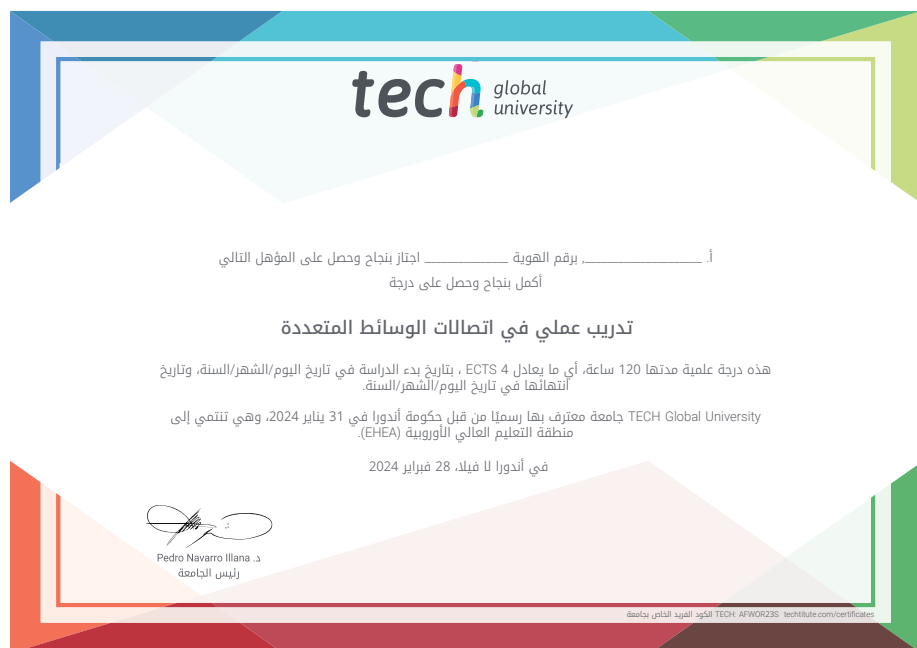 tech global university
أ. ____________________, برقم الهوية ______________ اجتاز بنجاح وحصل على المؤهل التالي
أكمل بنجاح وحصل على درجة
تدريب عملي في اتصالات الوسائط المتعددة
هذه درجة علمية مدتها 120 ساعة، أي ما يعادل 4 ECTS ، بتاريخ بدء الدراسة في تاريخ اليوم/الشهر/السنة، وتاريخ
انتهائها في تاريخ اليوم/الشهر/السنة.
TECH Global University جامعة معترف بها رسميًا من قبل حكومة أندورا في 31 يناير 2024، وهي تنتمي إلى
منطقة التعليم العالي الأوروبية (EHEA).
في أندورا لا فيلا، 28 فبراير 2024
د. Pedro Navarro Illana
رئيس الجامعة
الكود الفريد الخاص بجامعة TECH: AFWOR23S techtitute.com/certificates